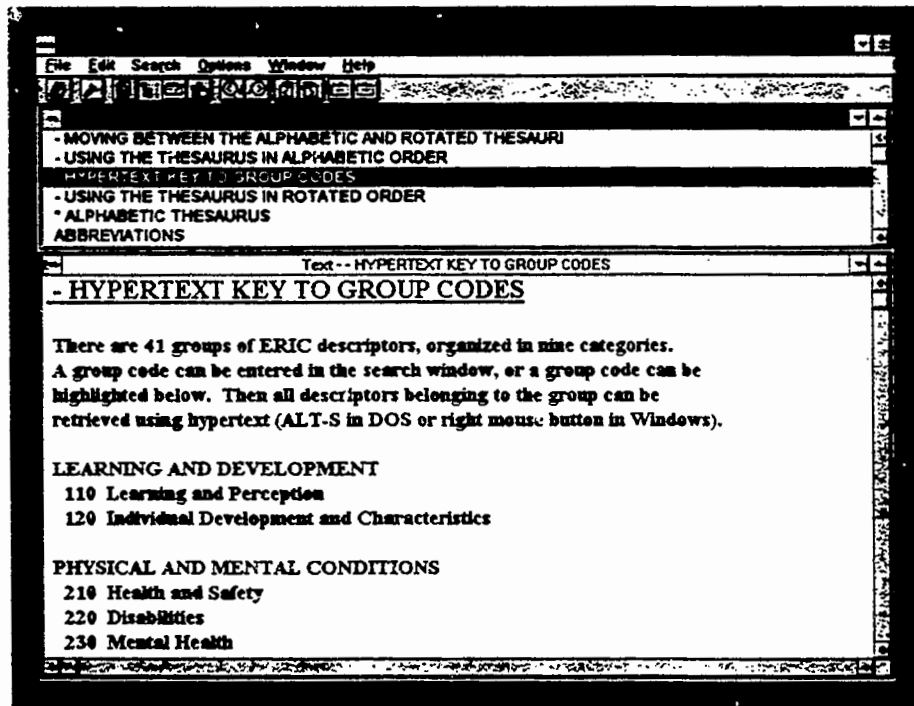 File Edit Search Options Window Help
- MOVING BETWEEN THE ALPHABETIC AND ROTATED THESAURI
- USING THE THESAURUS IN ALPHABETIC ORDER
- HYPERTEXT KEY TO GROUP CODES
- USING THE THESAURUS IN ROTATED ORDER
* ALPHABETIC THESAURUS
ABBREVIATIONS
Text -- HYPERTEXT KEY TO GROUP CODES
- HYPERTEXT KEY TO GROUP CODES
There are 41 groups of ERIC descriptors, organized in nine categories.
A group code can be entered in the search window, or a group code can be
highlighted below. Then all descriptors belonging to the group can be
retrieved using hypertext (ALT-S in DOS or right mouse button in Windows).
LEARNING AND DEVELOPMENT
110 Learning and Perception
120 Individual Development and Characteristics
PHYSICAL AND MENTAL CONDITIONS
210 Health and Safety
220 Disabilities
230 Mental Health